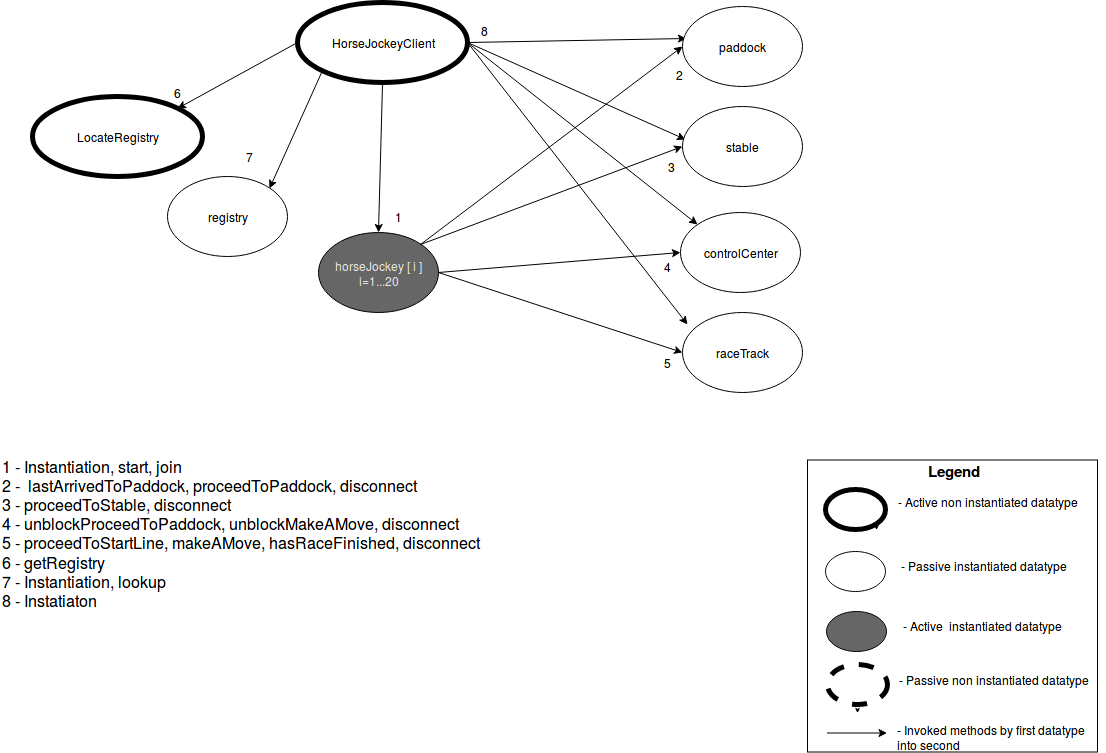 HorseJockeyClient
8
paddock
2
6
LocateRegistry
stable
3
7
registry
1
horseJockey [ i ]
i=1...20
controlCenter
4
raceTrack
5
1 - Instantiation, start, join
2 - lastArrivedToPaddock, proceedToPaddock, disconnect
3 - proceedToStable, disconnect
4 - unblockProceedToPaddock, unblockMakeAMove, disconnect
5 - proceedToStartLine, makeAMove, hasRaceFinished, disconnect
6 - getRegistry
7 - Instantiation, lookup
8 - Instatiaton
Legend
- Active non instantiated datatype
- Passive instantiated datatype
- Active instantiated datatype
- Passive non instantiated datatype
- Invoked methods by first datatype
into second